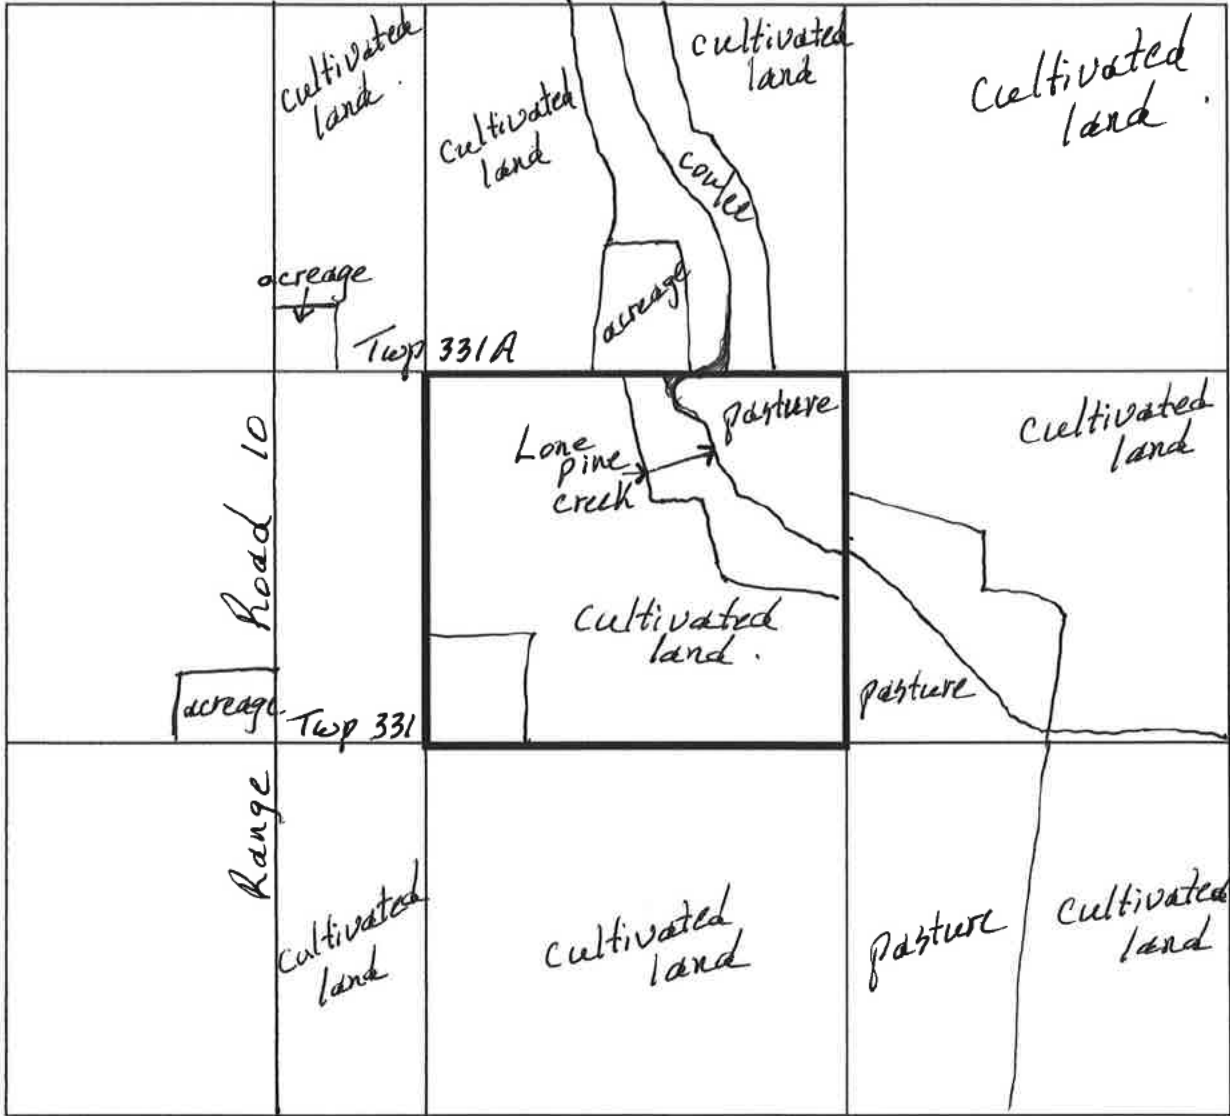 cultivated
land.
cultivated
land
cultivated
land
Cultivated
land.
coulee
acreage
acreage
Twp 331A
Lone
pine
creek
pasture
Cultivated
land
Range Road 10
acreage
Twp 331
Cultivated
land.
pasture
Cultivated
land
Cultivated
land
pasture
Cultivated
land